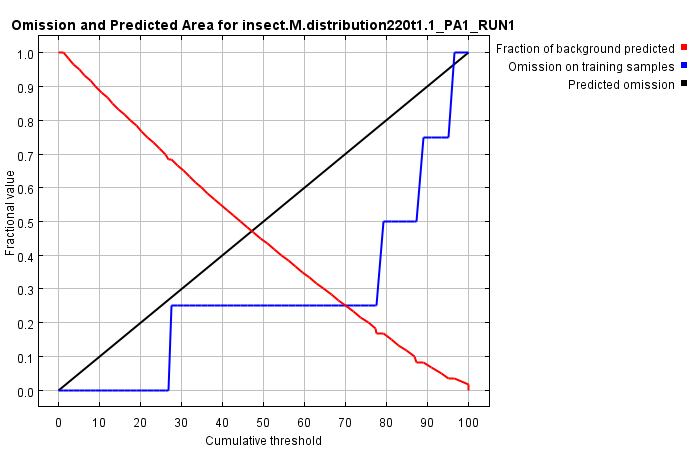 Omission and Predicted Area for insect.M.distribution220t1.1_PA1_RUN1
Fraction of background predicted
Omission on training samples
Predicted omission
Fractional value
1.0
0.9
0.8
0.7
0.6
0.5
0.4
0.3
0.2
0.1
0.0
0 10 20 30 40 50 60 70 80 90 100
Cumulative threshold